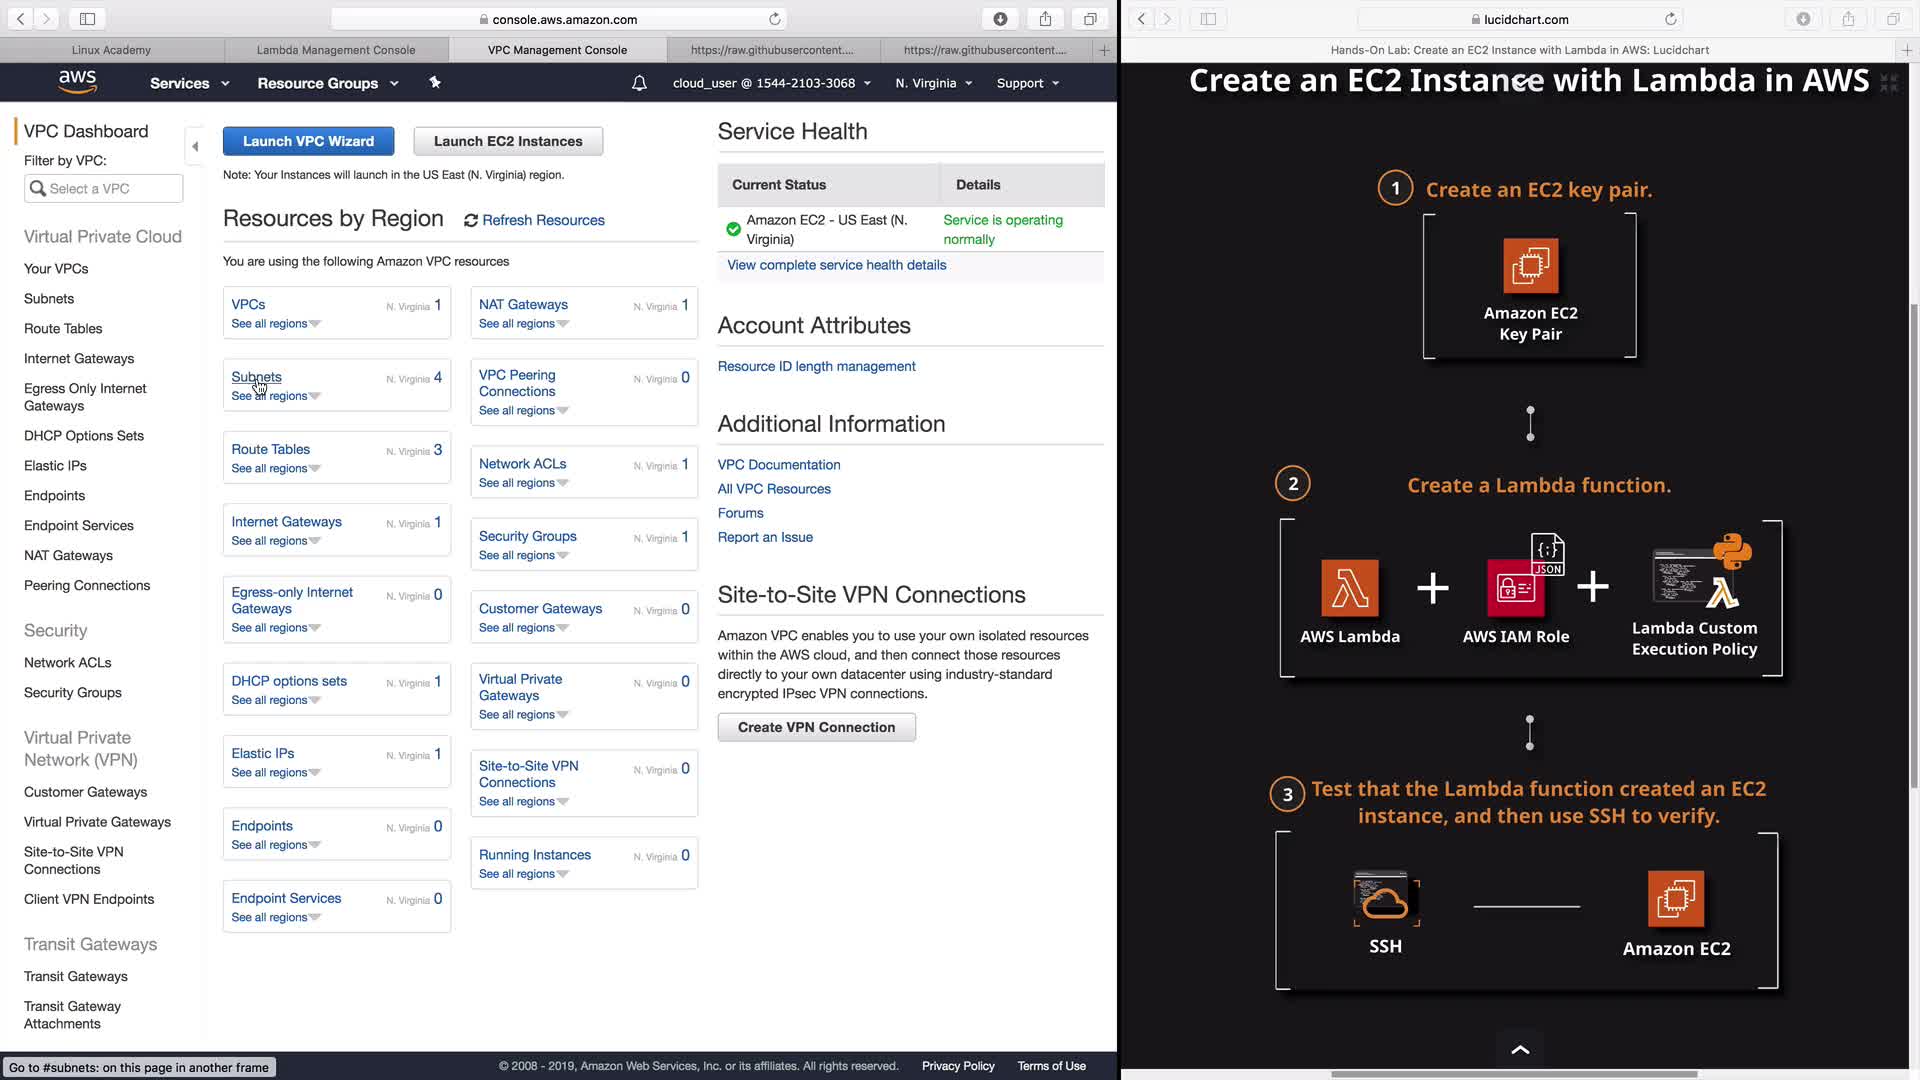 console.aws.amazon.com
Linux Academy
Lambda Management Console
VPC Management Console
https://raw.githubusercontent....
https://raw.githubusercontent....
aws
Services
Resource Groups
cloud_user @ 1544-2103-3068
N. Virginia
Support
VPC Dashboard
Filter by VPC:
Select a VPC
Virtual Private Cloud
Your VPCs
Subnets
Route Tables
Internet Gateways
Egress Only Internet
Gateways
DHCP Options Sets
Elastic IPs
Endpoints
Endpoint Services
NAT Gateways
Peering Connections
Security
Network ACLs
Security Groups
Virtual Private
Network (VPN)
Customer Gateways
Virtual Private Gateways
Site-to-Site VPN
Connections
Client VPN Endpoints
Transit Gateways
Transit Gateways
Transit Gateway
Attachments
Launch VPC Wizard
Launch EC2 Instances
Note: Your Instances will launch in the US East (N. Virginia) region.
Resources by Region
Refresh Resources
You are using the following Amazon VPC resources
VPCs N. Virginia 1
See all regions
Subnets N. Virginia 4
See all regions
Route Tables N. Virginia 3
See all regions
Internet Gateways N. Virginia 1
See all regions
Egress-only Internet N. Virginia 0
Gateways
See all regions
DHCP options sets N. Virginia 1
See all regions
Elastic IPs N. Virginia 1
See all regions
Endpoints N. Virginia 0
See all regions
Endpoint Services N. Virginia 0
See all regions
NAT Gateways N. Virginia 1
See all regions
VPC Peering N. Virginia 0
Connections
See all regions
Network ACLs N. Virginia 1
See all regions
Security Groups N. Virginia 1
See all regions
Customer Gateways N. Virginia 0
See all regions
Virtual Private N. Virginia 0
Gateways
See all regions
Site-to-Site VPN N. Virginia 0
Connections
See all regions
Running Instances N. Virginia 0
See all regions
Service Health
Current Status Details
Amazon EC2 - US East (N. Service is operating
Virginia) normally
View complete service health details
Account Attributes
Resource ID length management
Additional Information
VPC Documentation
All VPC Resources
Forums
Report an Issue
Site-to-Site VPN Connections
Amazon VPC enables you to use your own isolated resources
within the AWS cloud, and then connect those resources
directly to your own datacenter using industry-standard
encrypted IPsec VPN connections.
Create VPN Connection
Go to #subnets: on this page in another frame
© 2008 - 2019, Amazon Web Services, Inc. or its affiliates. All rights reserved.
Privacy Policy
Terms of Use
lucidchart.com
Hands-On Lab: Create an EC2 Instance with Lambda in AWS: Lucidchart
Create an EC2 Instance with Lambda in AWS
1 Create an EC2 key pair.
Amazon EC2
Key Pair
2 Create a Lambda function.
JSON
AWS Lambda
AWS IAM Role
Lambda Custom
Execution Policy
3 Test that the Lambda function created an EC2
instance, and then use SSH to verify.
SSH
Amazon EC2